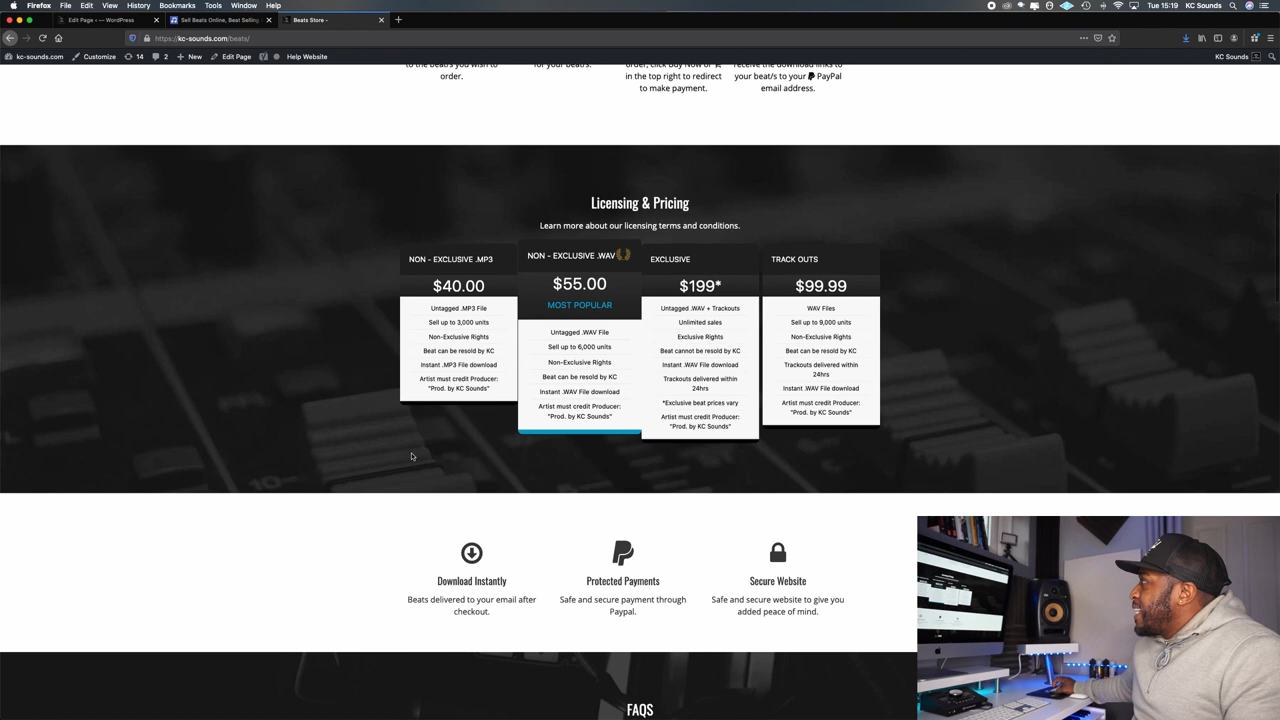 Firefox File Edit View History Bookmarks Tools Window Help
Tue 15:19 KC Sounds
Edit Page ‹ — WordPress
Sell Beats Online, Beat Selling
Beats Store -
https://kc-sounds.com/beats/
kc-sounds.com Customize 14 2 New Edit Page Help Website
KC Sounds
to the beat/s you wish to
order.
for your beat/s.
order, click Buy Now or
in the top right to redirect
to make payment.
receive the download links to
your beat/s to your PayPal
email address.
Licensing & Pricing
Learn more about our licensing terms and conditions.
NON - EXCLUSIVE .MP3
$40.00
Untagged .MP3 File
Sell up to 3,000 units
Non-Exclusive Rights
Beat can be resold by KC
Instant .MP3 File download
Artist must credit Producer:
"Prod. by KC Sounds"
NON - EXCLUSIVE .WAV
$55.00
MOST POPULAR
Untagged .WAV File
Sell up to 6,000 units
Non-Exclusive Rights
Beat can be resold by KC
Instant .WAV File download
Artist must credit Producer:
"Prod. by KC Sounds"
EXCLUSIVE
$199*
Untagged .WAV + Trackouts
Unlimited sales
Exclusive Rights
Beat cannot be resold by KC
Instant .WAV File download
Trackouts delivered within
24hrs
*Exclusive beat prices vary
Artist must credit Producer:
"Prod. by KC Sounds"
TRACK OUTS
$99.99
WAV Files
Sell up to 9,000 units
Non-Exclusive Rights
Beat can be resold by KC
Trackouts delivered within
24hrs
Instant .WAV File download
Artist must credit Producer:
"Prod. by KC Sounds"
Download Instantly
Beats delivered to your email after
checkout.
Protected Payments
Safe and secure payment through
Paypal.
Secure Website
Safe and secure website to give you
added peace of mind.
FAQS